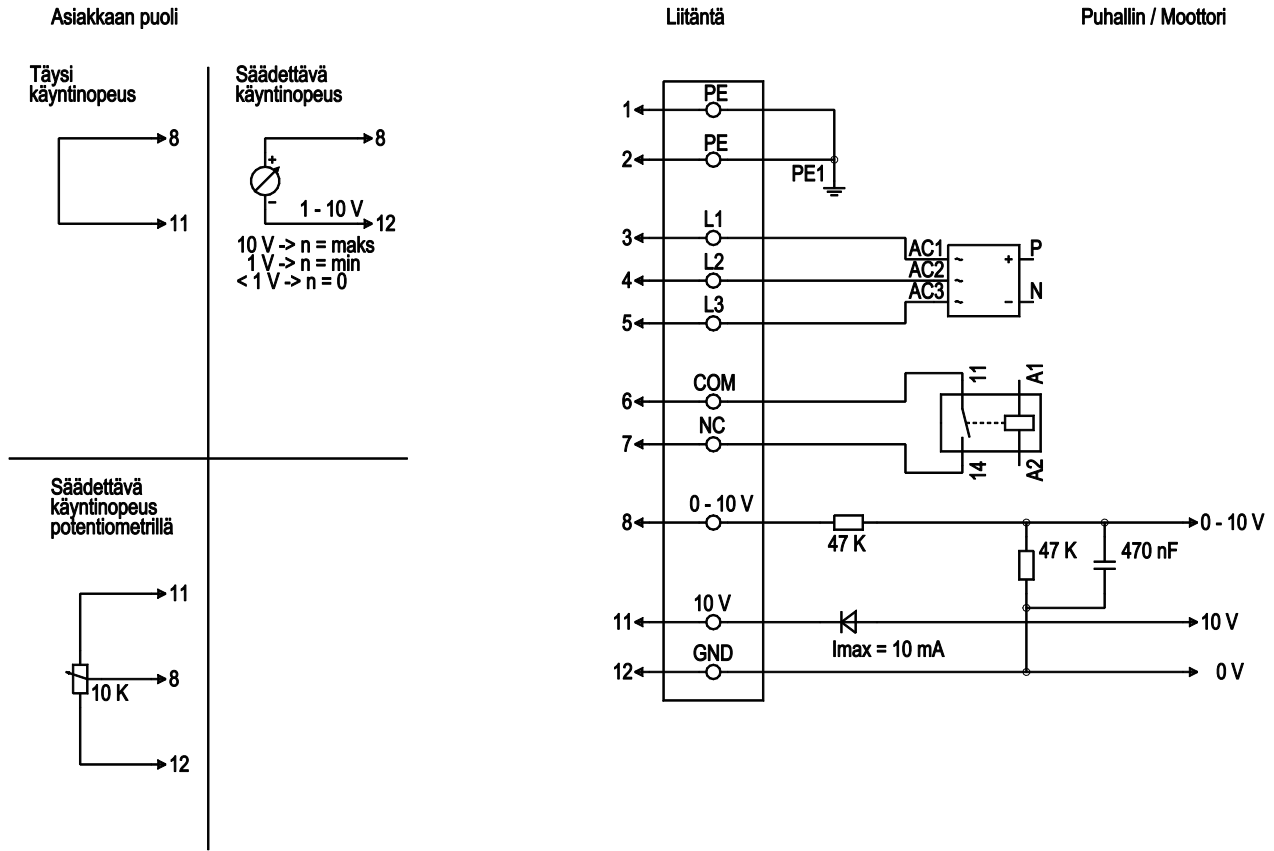 Asiakkaan puoli
Liitäntä
Puhallin / Moottori
Täysi
käyntinopeus
8
11
Säädettävä
käyntinopeus
8
+
–
1 - 10 V
12
10 V -> n = maks
1 V -> n = min
< 1 V -> n = 0
Säädettävä
käyntinopeus
potentiometrillä
11
8
10 K
12
1
PE
2
PE
PE1
3
L1
4
L2
5
L3
AC1
AC2
AC3
~
~
~
+
–
P
N
6
COM
7
NC
11
14
A1
A2
8
0 - 10 V
47 K
47 K
470 nF
0 - 10 V
11
10 V
Imax = 10 mA
10 V
12
GND
0 V